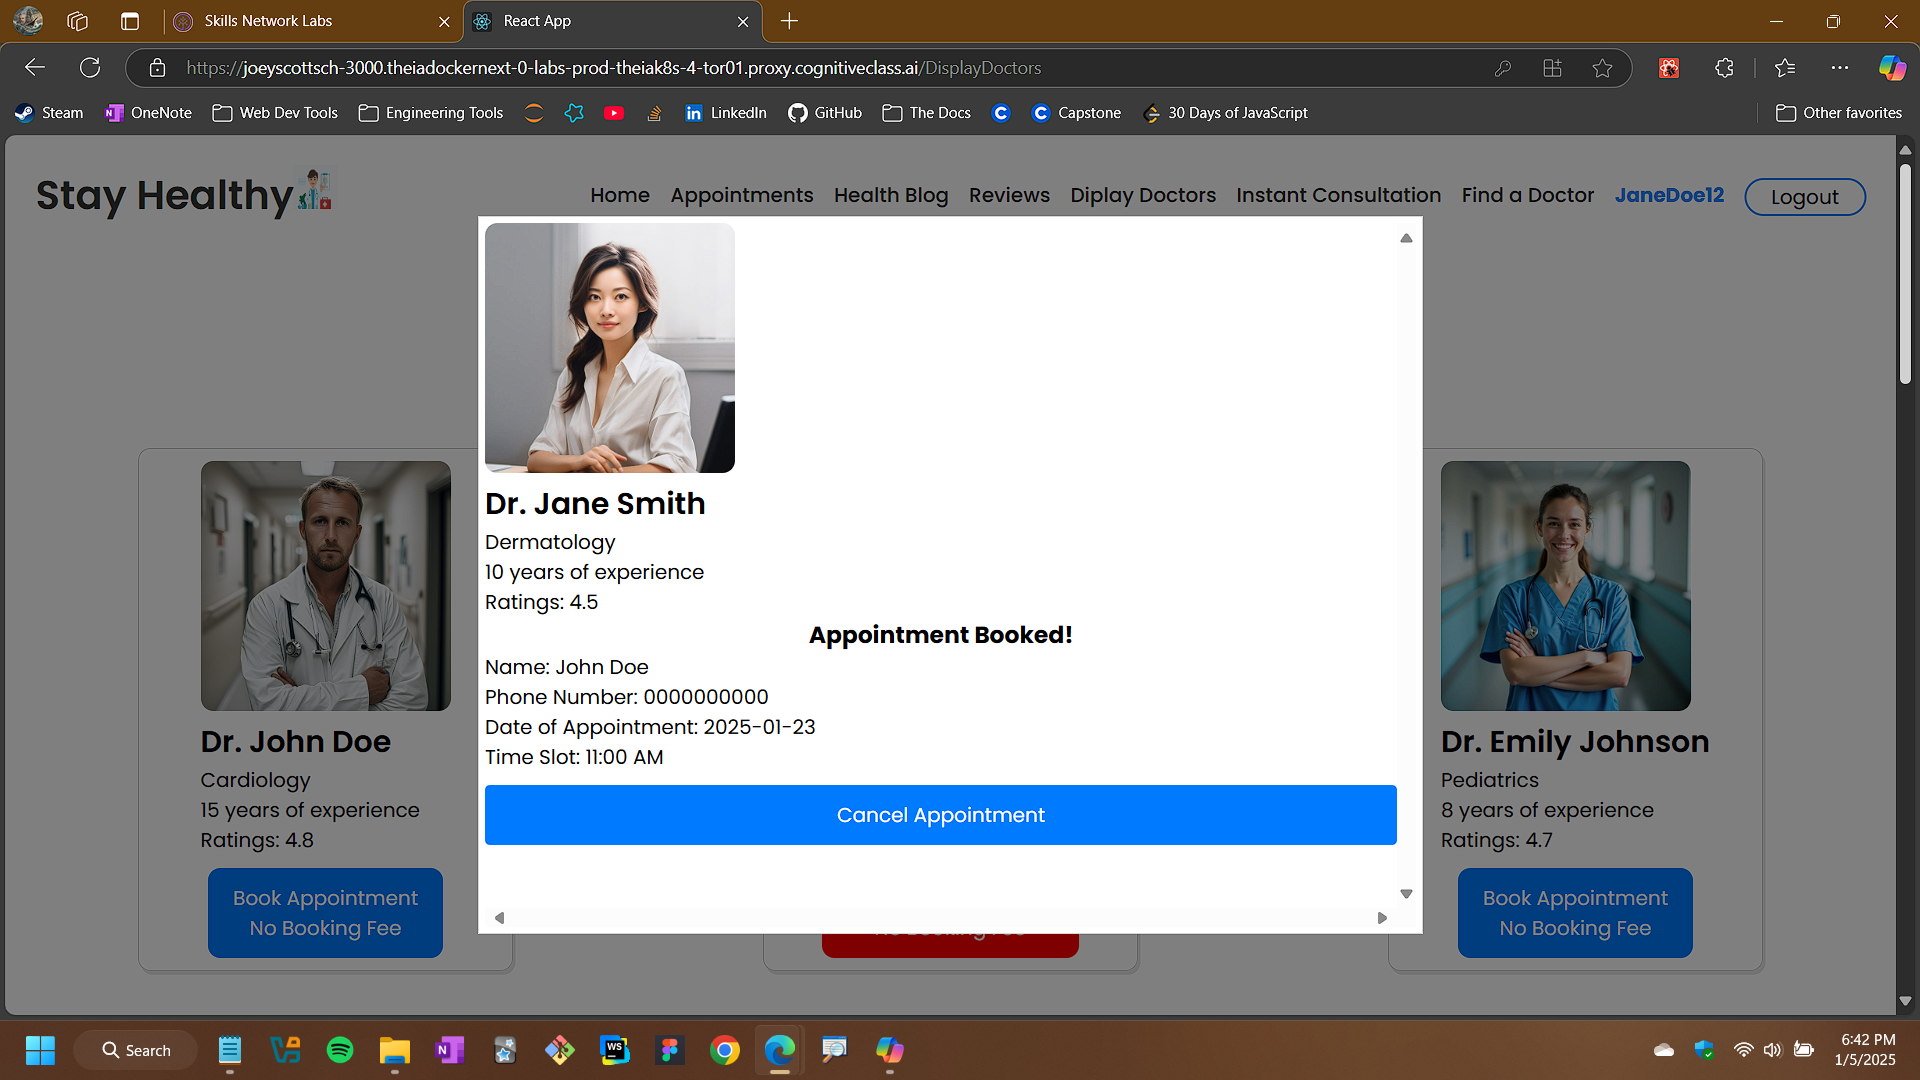 Skills Network Labs
React App
https://joeyscottsch-3000.theiadockernext-0-labs-prod-theiak8s-4-tor01.proxy.cognitiveclass.ai/DisplayDoctors
Steam
OneNote
Web Dev Tools
Engineering Tools
LinkedIn
GitHub
The Docs
Capstone
30 Days of JavaScript
Other favorites
Stay Healthy
Home
Appointments
Health Blog
Reviews
Diplay Doctors
Instant Consultation
Find a Doctor
JaneDoe12
Logout
Dr. Jane Smith
Dermatology
10 years of experience
Ratings: 4.5
Appointment Booked!
Name: John Doe
Phone Number: 0000000000
Date of Appointment: 2025-01-23
Time Slot: 11:00 AM
Cancel Appointment
Dr. John Doe
Cardiology
15 years of experience
Ratings: 4.8
Book Appointment
No Booking Fee
No Booking Fee
Dr. Emily Johnson
Pediatrics
8 years of experience
Ratings: 4.7
Book Appointment
No Booking Fee
Search
WS
6:42 PM
1/5/2025